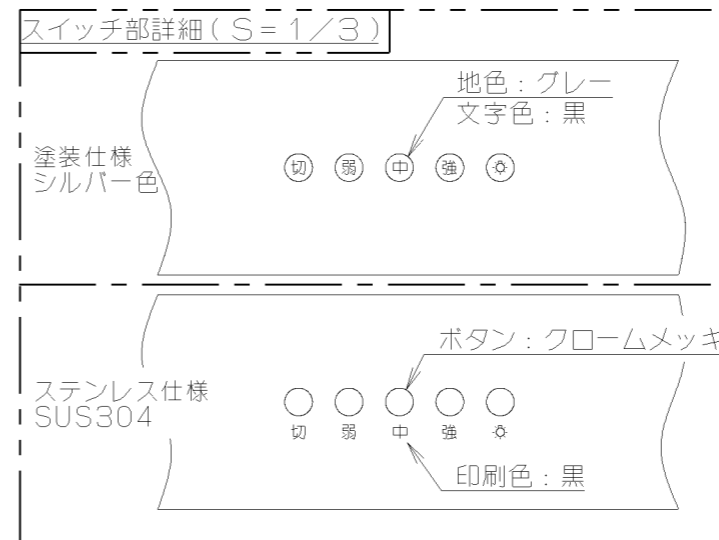 スイッチ部詳細(S=1/3)
地色:グレー
文字色:黒
塗装仕様
シルバー色
切 弱 中 強
ボタン:クロームメッキ
ステンレス仕様
SUS304
切 弱 中 強
印刷色:黒